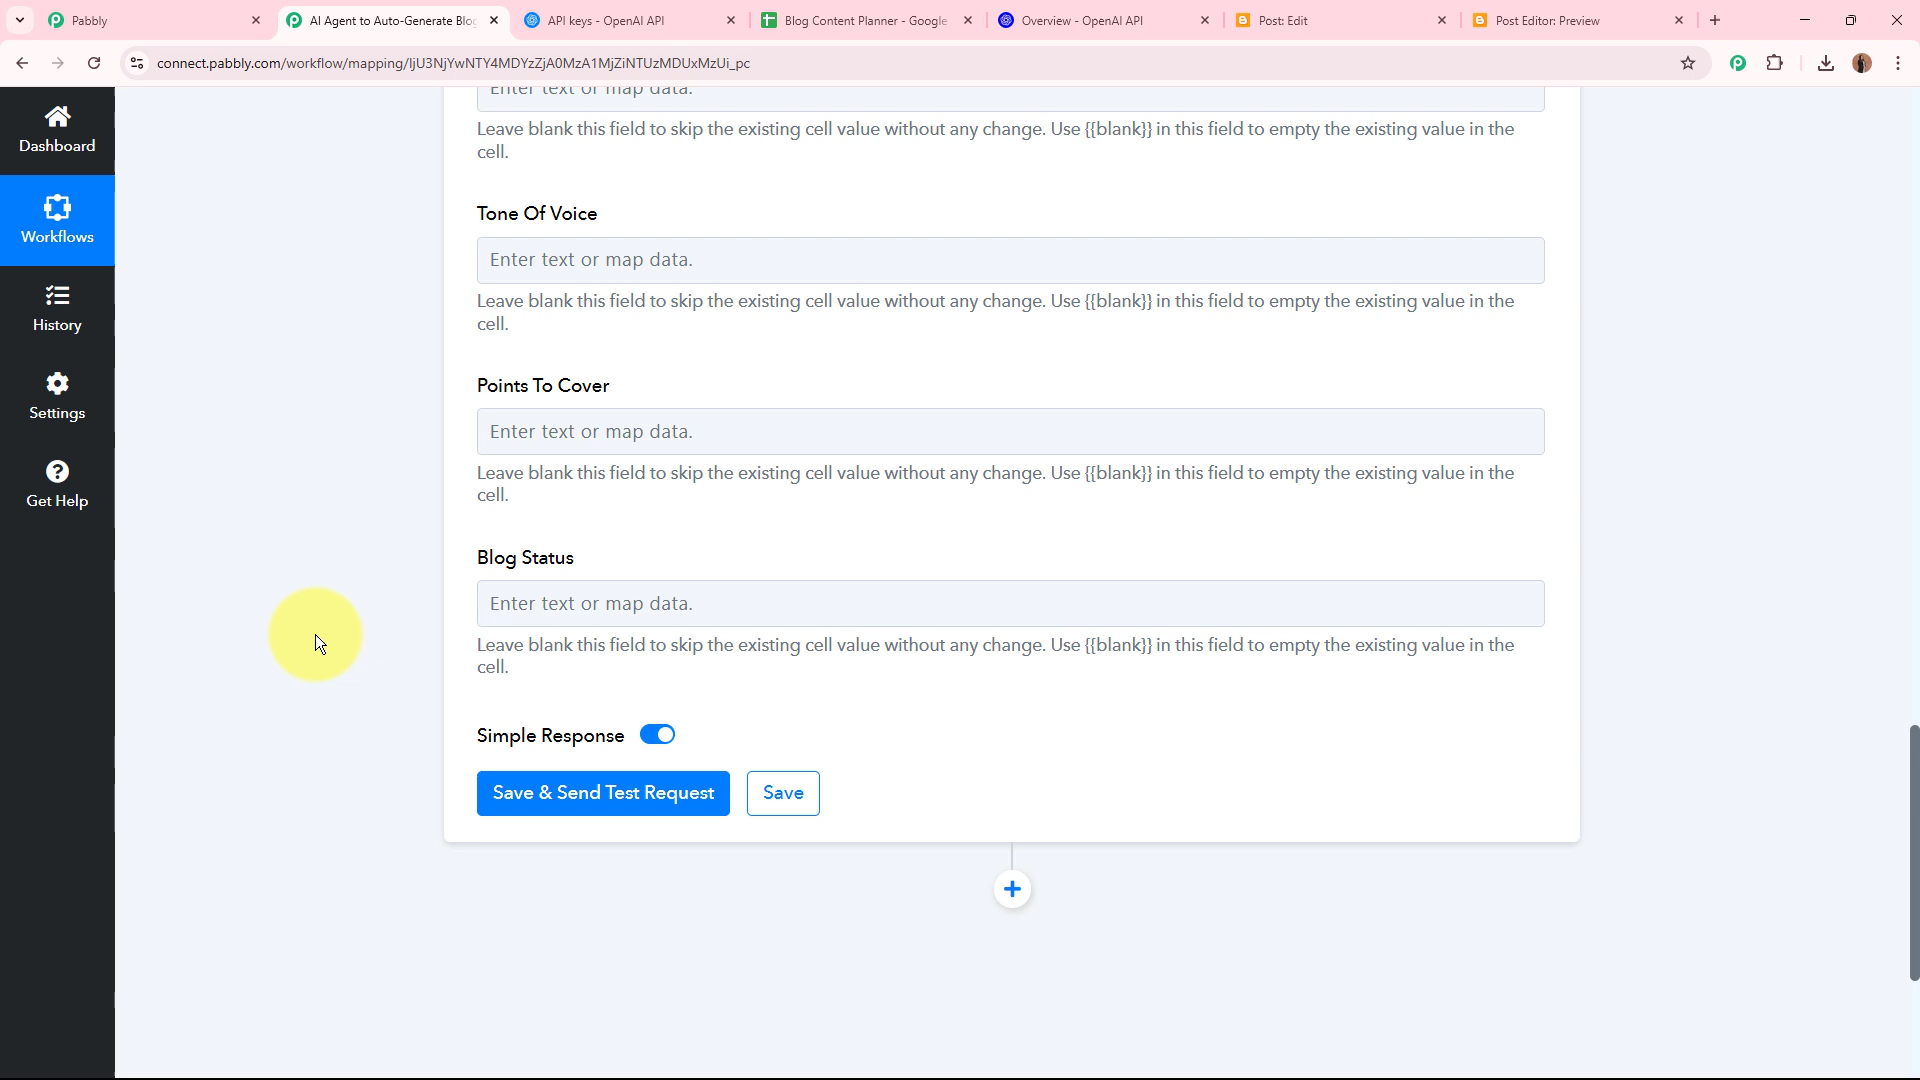 Pabbly
AI Agent to Auto-Generate Blo
API keys - OpenAI API
Blog Content Planner - Google
Overview - OpenAI API
Post: Edit
Post Editor: Preview
connect.pabbly.com/workflow/mapping/IjU3NjYwNTY4MDYzZjA0MzA1MjZiNTUzMDUxMzUi_pc
Dashboard
Workflows
History
Settings
Get Help
Enter text or map data.
Leave blank this field to skip the existing cell value without any change. Use {{blank}} in this field to empty the existing value in the
cell.
Tone Of Voice
Enter text or map data.
Leave blank this field to skip the existing cell value without any change. Use {{blank}} in this field to empty the existing value in the
cell.
Points To Cover
Enter text or map data.
Leave blank this field to skip the existing cell value without any change. Use {{blank}} in this field to empty the existing value in the
cell.
Blog Status
Enter text or map data.
Leave blank this field to skip the existing cell value without any change. Use {{blank}} in this field to empty the existing value in the
cell.
Simple Response
Save & Send Test Request
Save